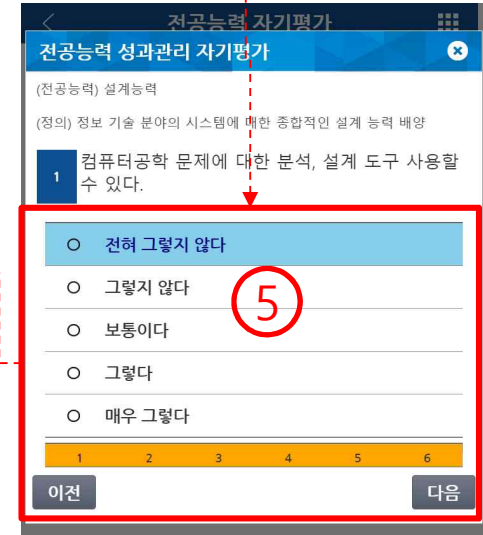 전공능력 자기평가
전공능력 성과관리 자기평가
(전공능력) 설계능력
(정의) 정보 기술 분야의 시스템에 대한 종합적인 설계 능력 배양
1 컴퓨터공학 문제에 대한 분석, 설계 도구 사용할
수 있다.
전혀 그렇지 않다
그렇지 않다
5
보통이다
그렇다
매우 그렇다
1 2 3 4 5 6
이전 다음